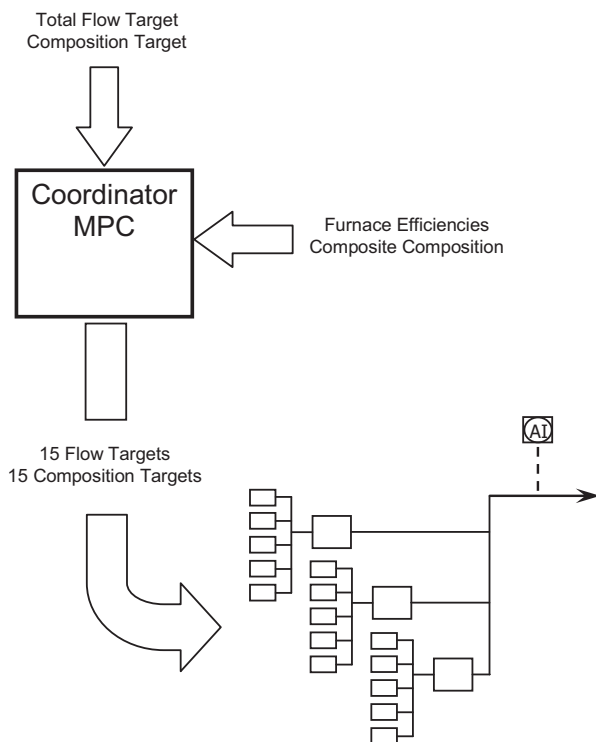 Total Flow Target
Composition Target
Coordinator
MPC
Furnace Efficiencies
Composite Composition
15 Flow Targets
15 Composition Targets
AI